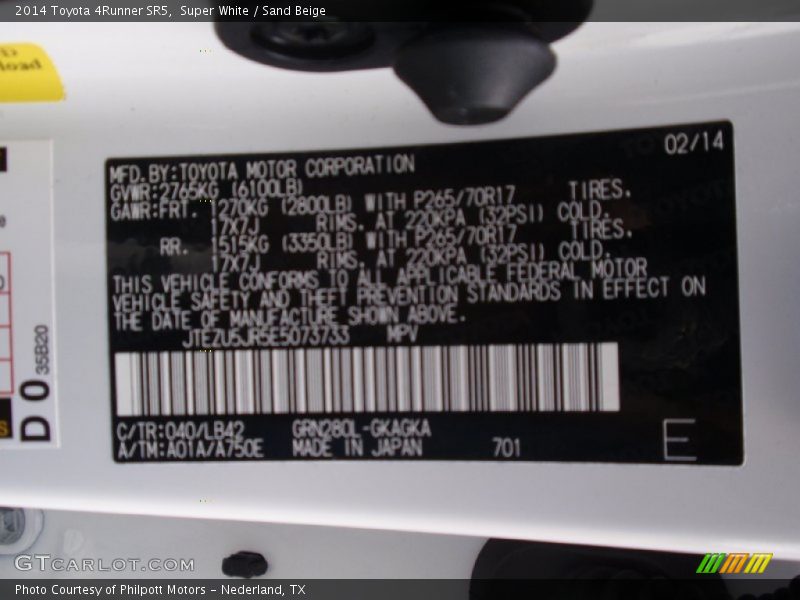 2014 Toyota 4Runner SR5,  Super White / Sand Beige
load
02/14
MFD.BY:TOYOTA MOTOR CORPORATION
GVWR:2765KG (6100LB)
GAWR:FRT. 1270KG (2800LB) WITH P265/70R17 TIRES.
17X7J RIMS. AT 220KPA (32PSI) COLD.
RR. 1515KG (3350LB) WITH P265/70R17 TIRES.
17X7J RIMS. AT 220KPA (32PSI) COLD.
THIS VEHICLE CONFORMS TO ALL APPLICABLE FEDERAL MOTOR
VEHICLE SAFETY AND THEFT PREVENTION STANDARDS IN EFFECT ON
THE DATE OF MANUFACTURE SHOWN ABOVE.
JTEZU5JR5E5073733 MPV
C/TR:040/LB42 GRN280L-GKAGKA
A/TM:A01A/A750E MADE IN JAPAN 701
E
D0 35B20
GTCARLOT.COM
Photo Courtesy of Philpott Motors - Nederland, TX